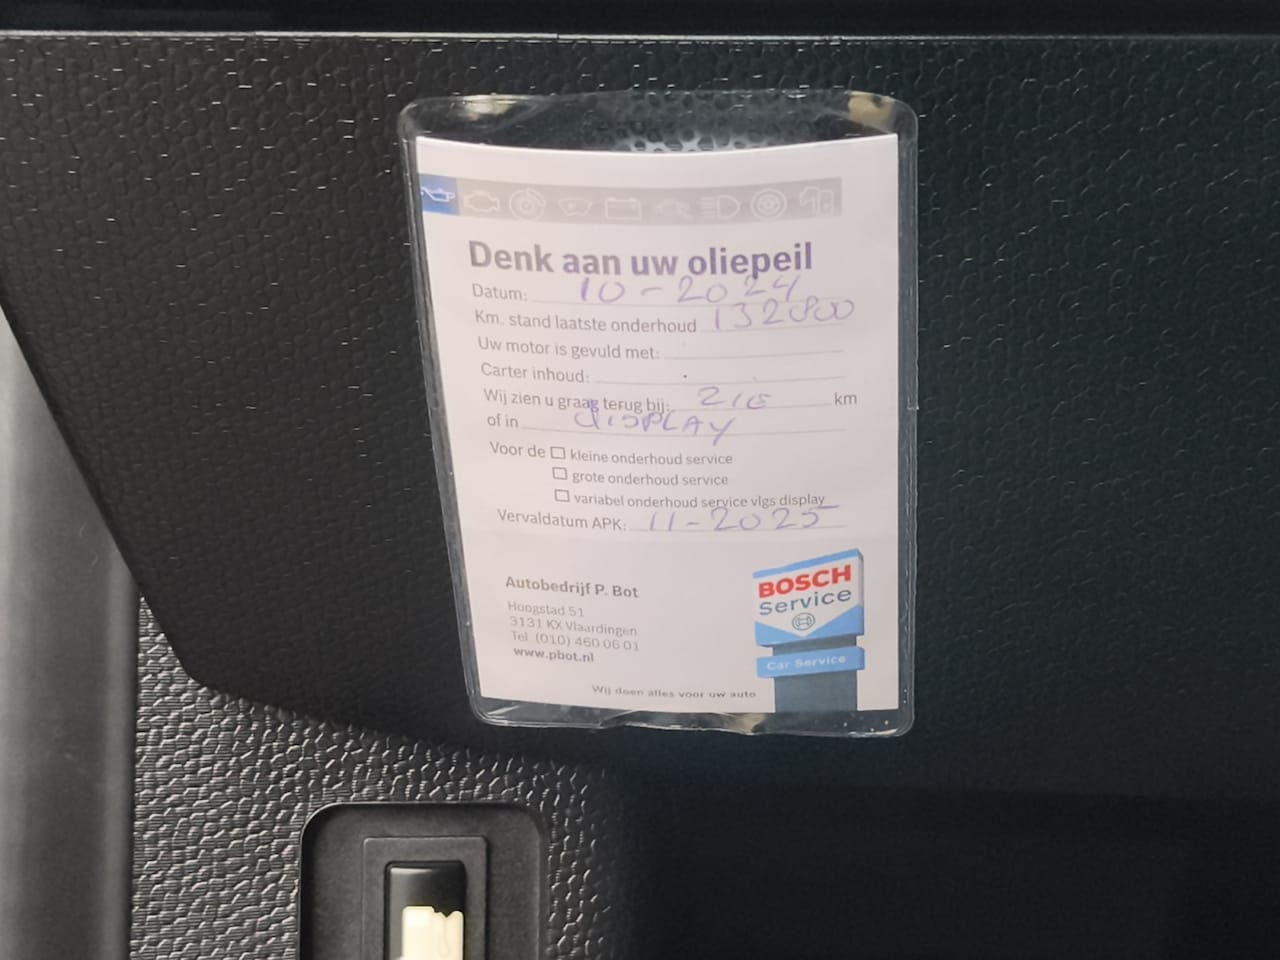 Denk aan uw oliepeil
Datum: 10-2024
Km. stand laatste onderhoud 132800
Uw motor is gevuld met:
Carter inhoud:
Wij zien u graag terug bij: km
of in DISPLAY
Voor de kleine onderhoud service
grote onderhoud service
variabel onderhoud service vlgs display
Vervaldatum APK: 11-2025
Autobedrijf P. Bot
Hoogstad 51
3131 KX Vlaardingen
Tel. (010) 460 06 01
www.pbot.nl
BOSCH
Service
Car Service
Wij doen alles voor uw auto